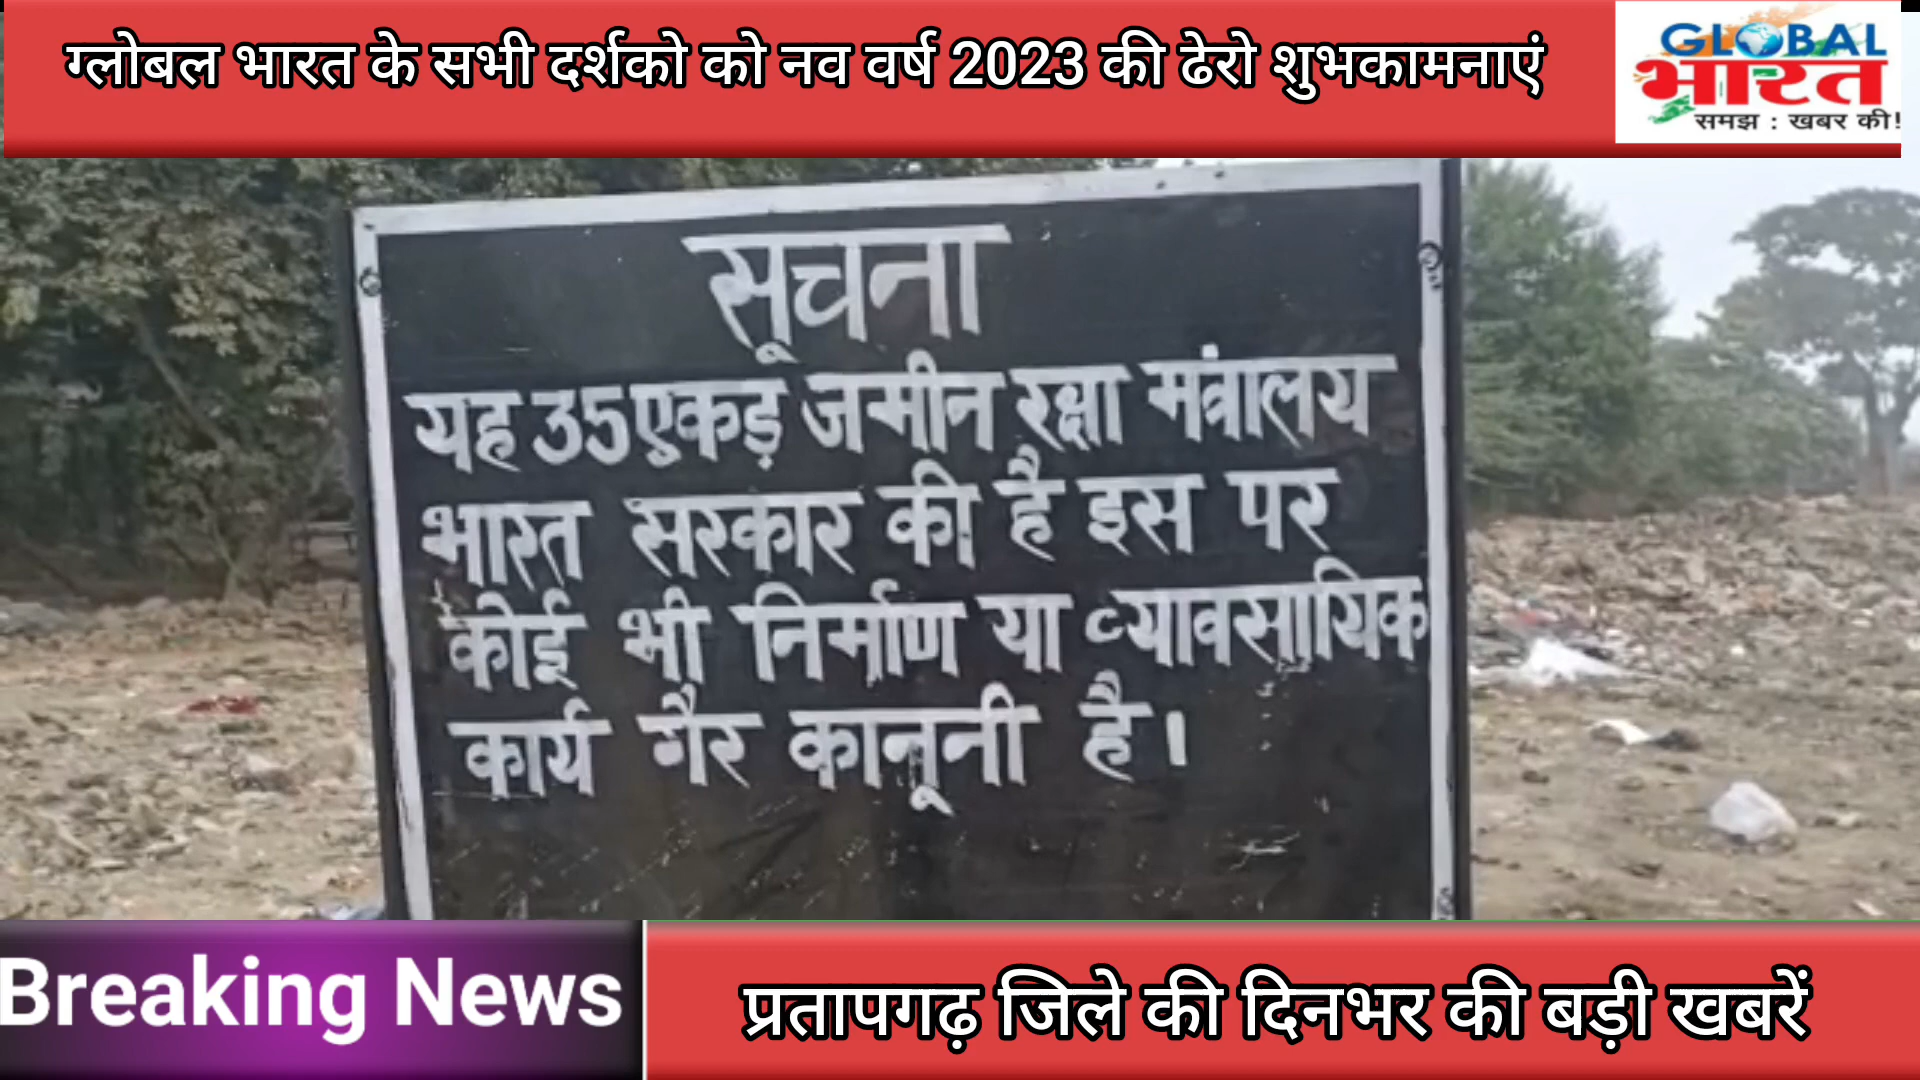 ग्लोबल भारत के सभी दर्शको को नव वर्ष 2023 की ढेरो शुभकामनाएं
GLOBAL
भारत
समझ : खबर की!
सूचना
यह 35 एकड़ जमीन रक्षा मंत्रालय
भारत सरकार की है इस पर
कोई भी निर्माण या व्यावसायिक
कार्य गैर कानूनी है।
Breaking News
प्रतापगढ़ जिले की दिनभर की बड़ी खबरें